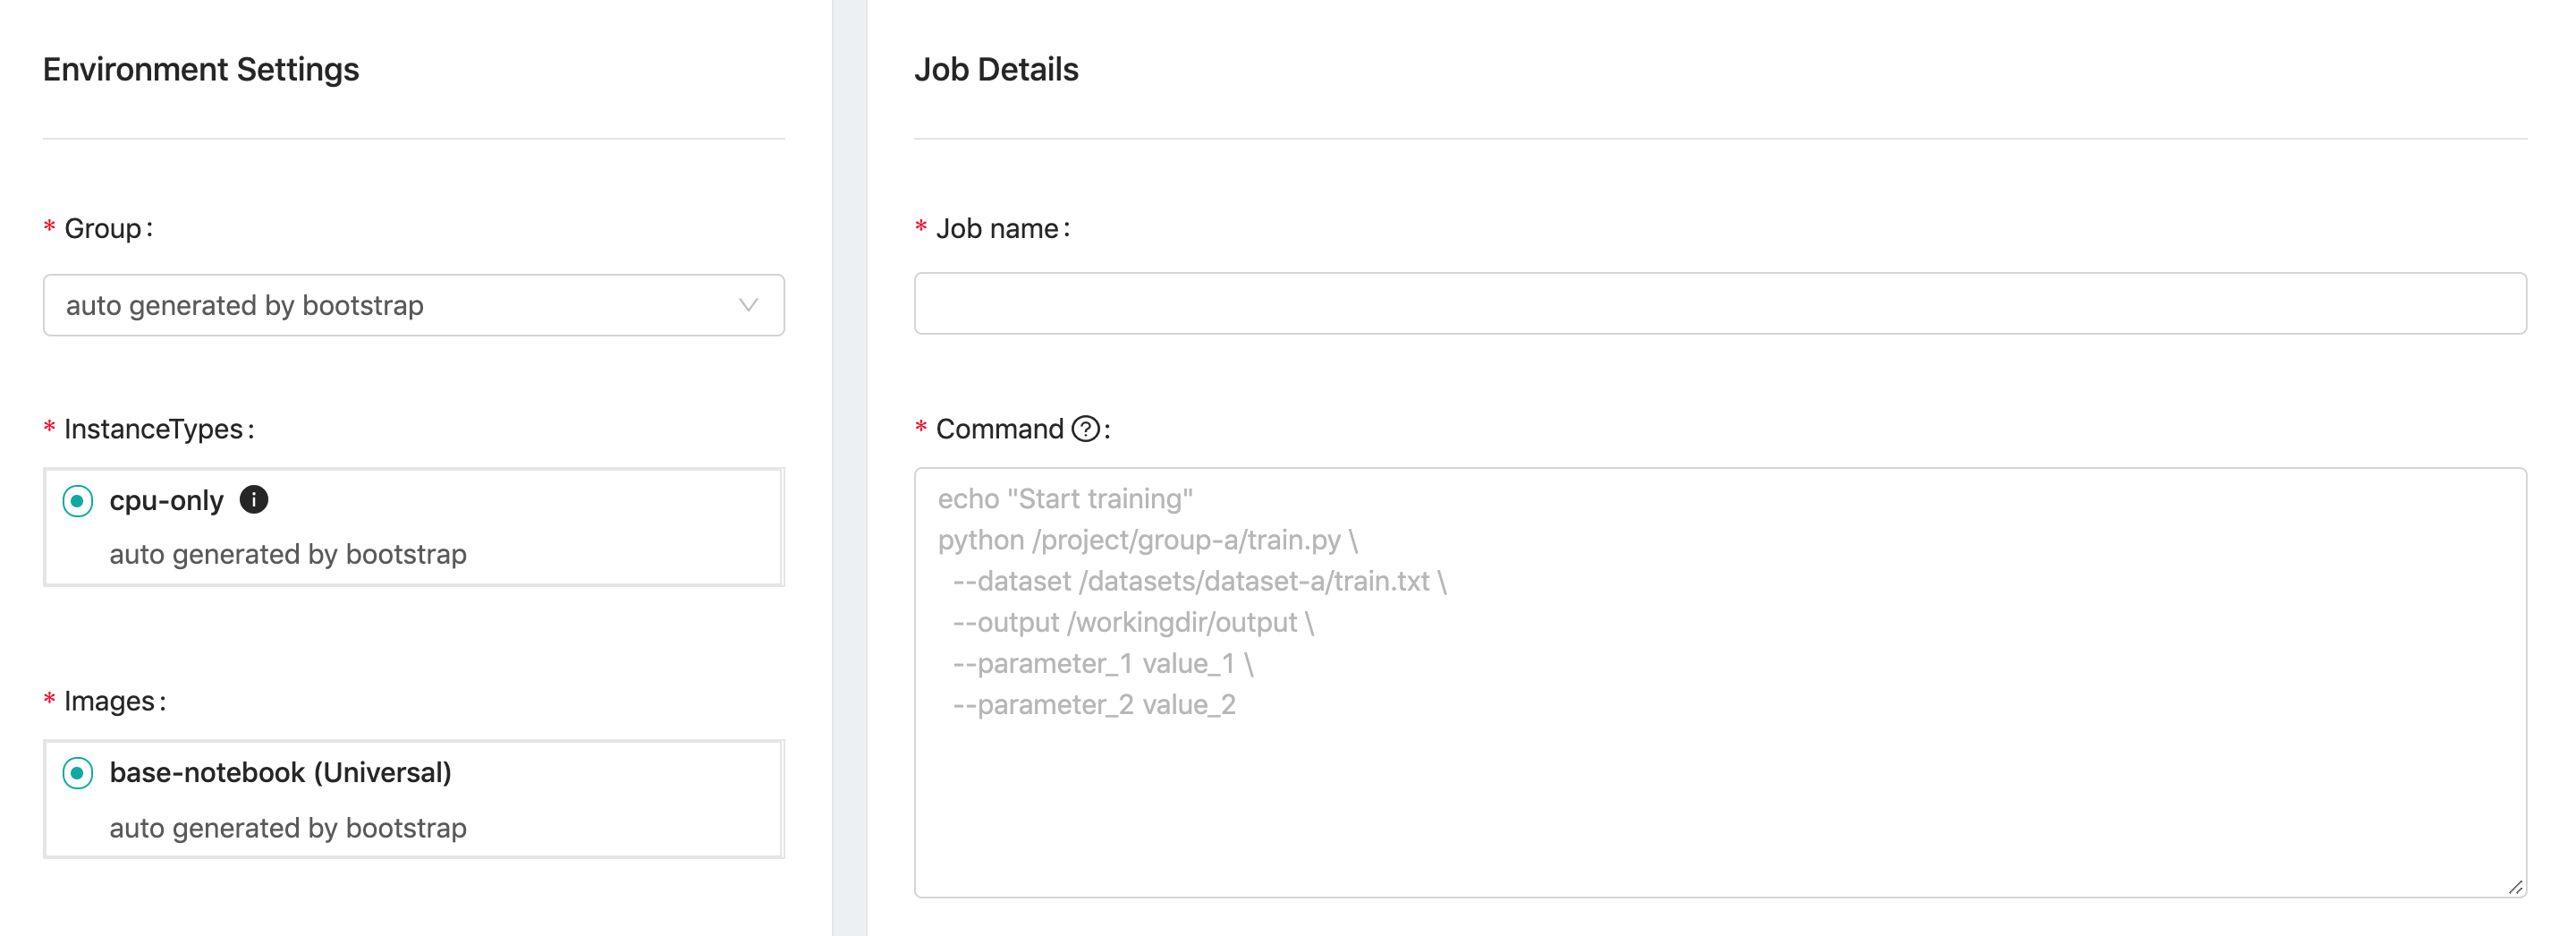 Environment Settings
* Group:
auto generated by bootstrap
* InstanceTypes:
cpu-only
auto generated by bootstrap
* Images:
base-notebook (Universal)
auto generated by bootstrap
Job Details
* Job name:
* Command ?:
echo "Start training"
python /project/group-a/train.py \
--dataset /datasets/dataset-a/train.txt \
--output /workingdir/output \
--parameter_1 value_1 \
--parameter_2 value_2